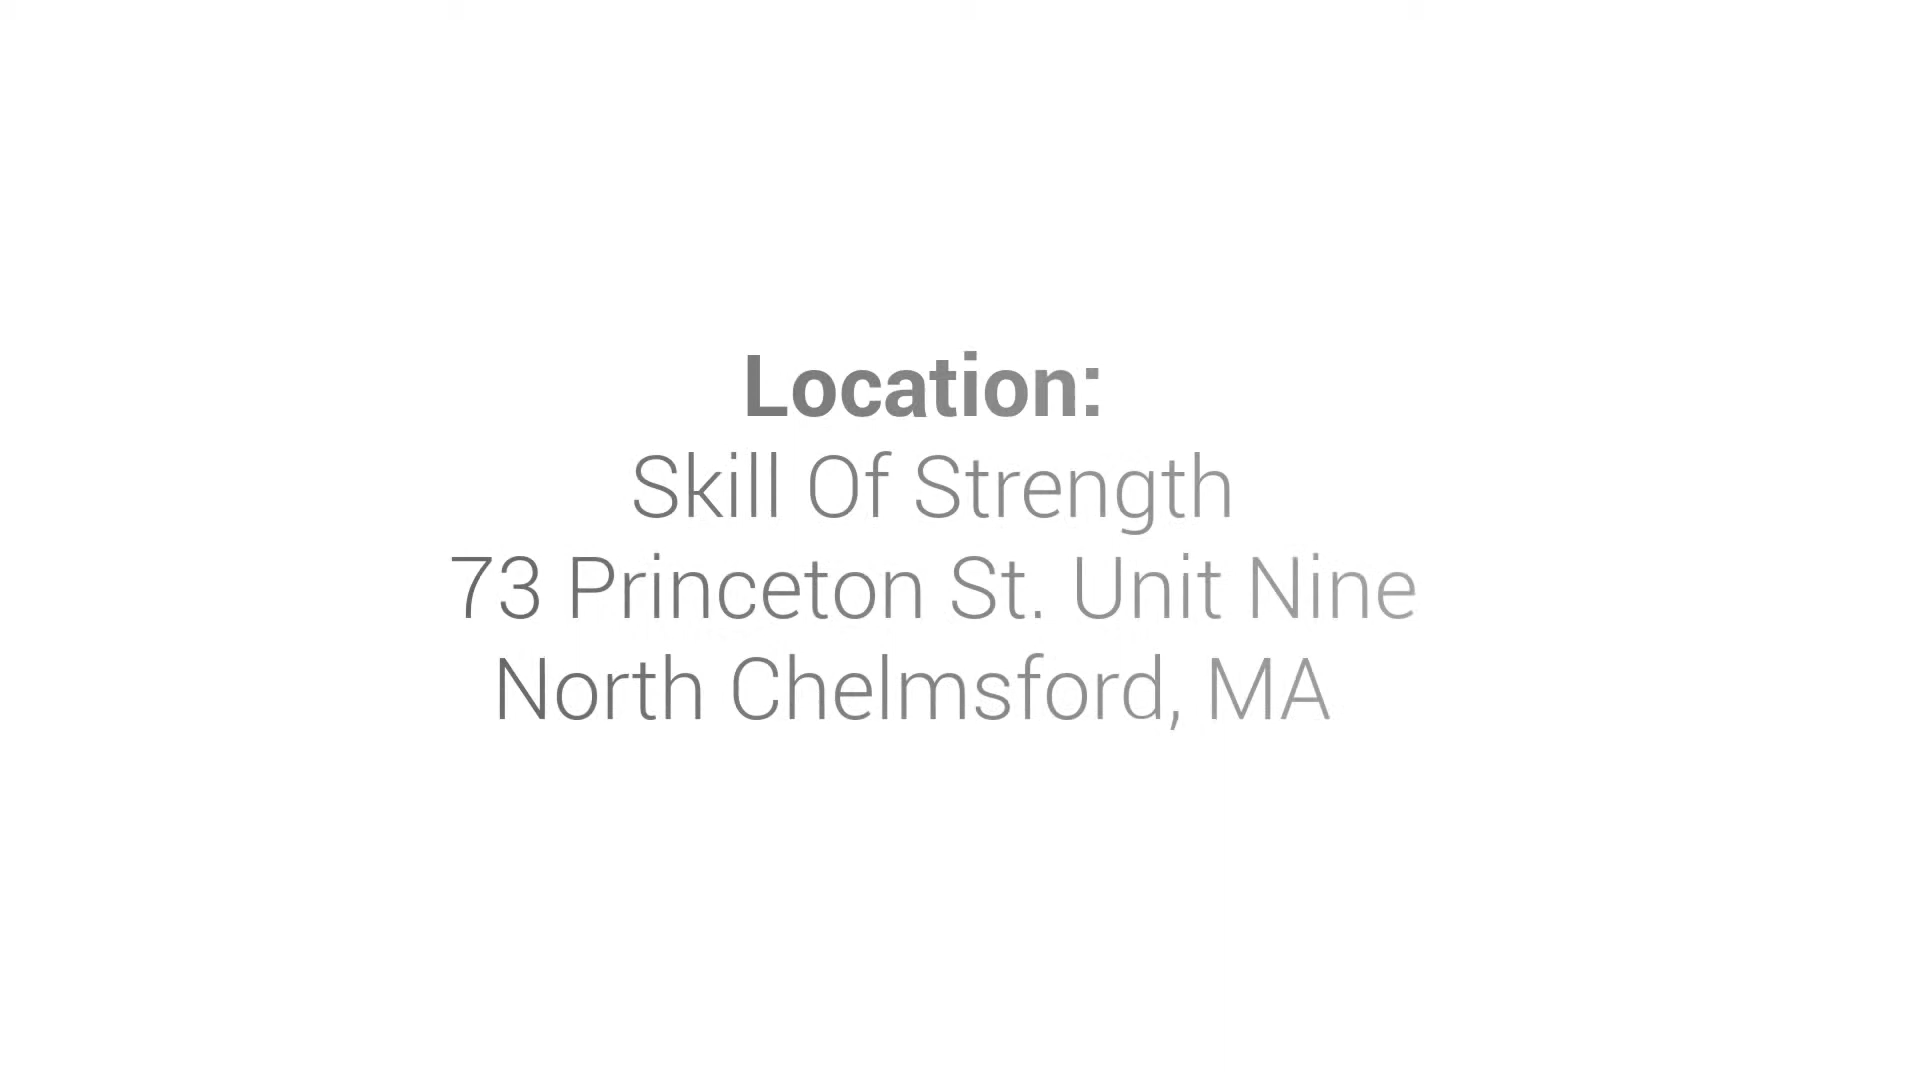 Location:
Skill Of Strength
73 Princeton St. Unit Nine
North Chelmsford, MA